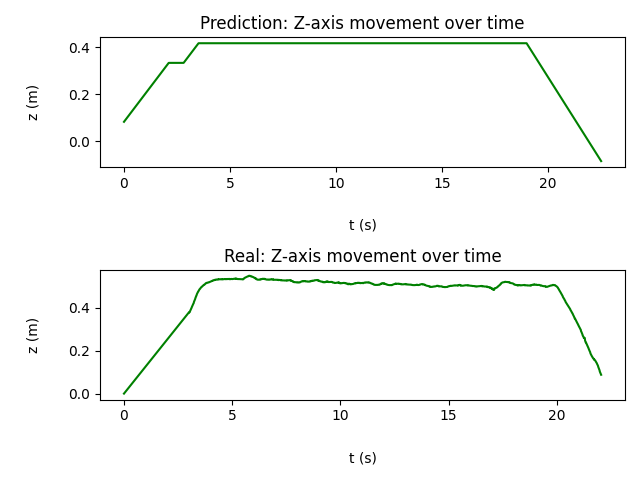 Prediction: Z-axis movement over time
0.4
0.2
0.0
z (m)
0 5 10 15 20
t (s)
Real: Z-axis movement over time
0.4
0.2
0.0
z (m)
0 5 10 15 20
t (s)